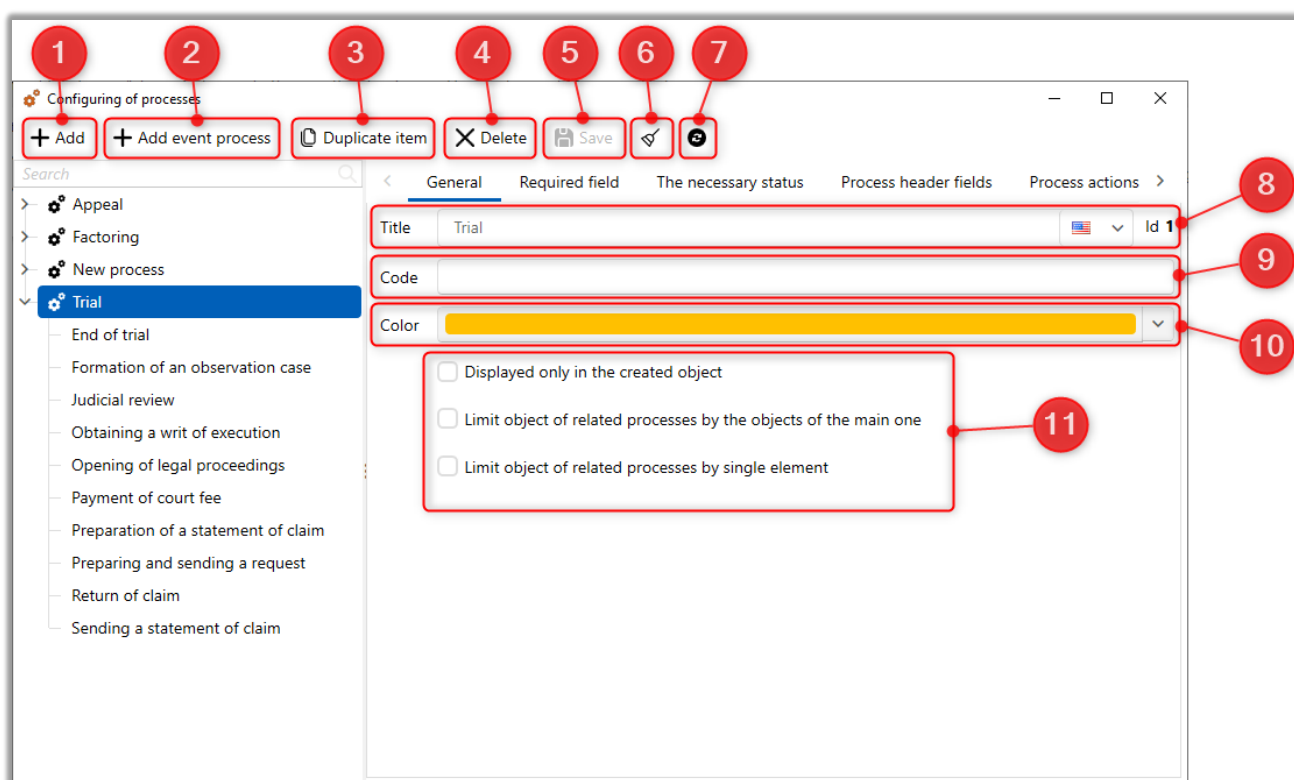 1 2 3 4 5 6 7
Configuring of processes
Add Add event process Duplicate item Delete Save
Search
General Required field The necessary status Process header fields Process actions
8
Appeal
Title Trial Id 1
Factoring
9
New process
Code
Trial
Color
10
End of trial
Formation of an observation case
Displayed only in the created object
Judicial review
Limit object of related processes by the objects of the main one
11
Obtaining a writ of execution
Opening of legal proceedings
Limit object of related processes by single element
Payment of court fee
Preparation of a statement of claim
Preparing and sending a request
Return of claim
Sending a statement of claim